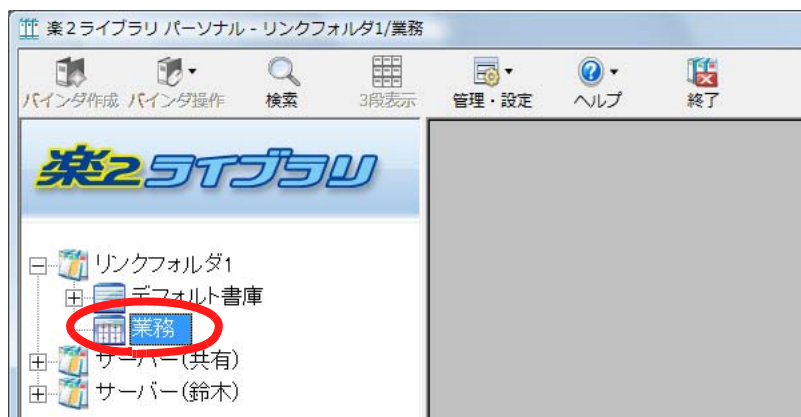 楽2ライブラリ パーソナル - リンクフォルダ1/業務
バインダ作成 バインダ操作 検索 3段表示 管理・設定 ヘルプ 終了
楽2ライブラリ
リンクフォルダ1
デフォルト書庫
業務
サーバー(共有)
サーバー(鈴木)